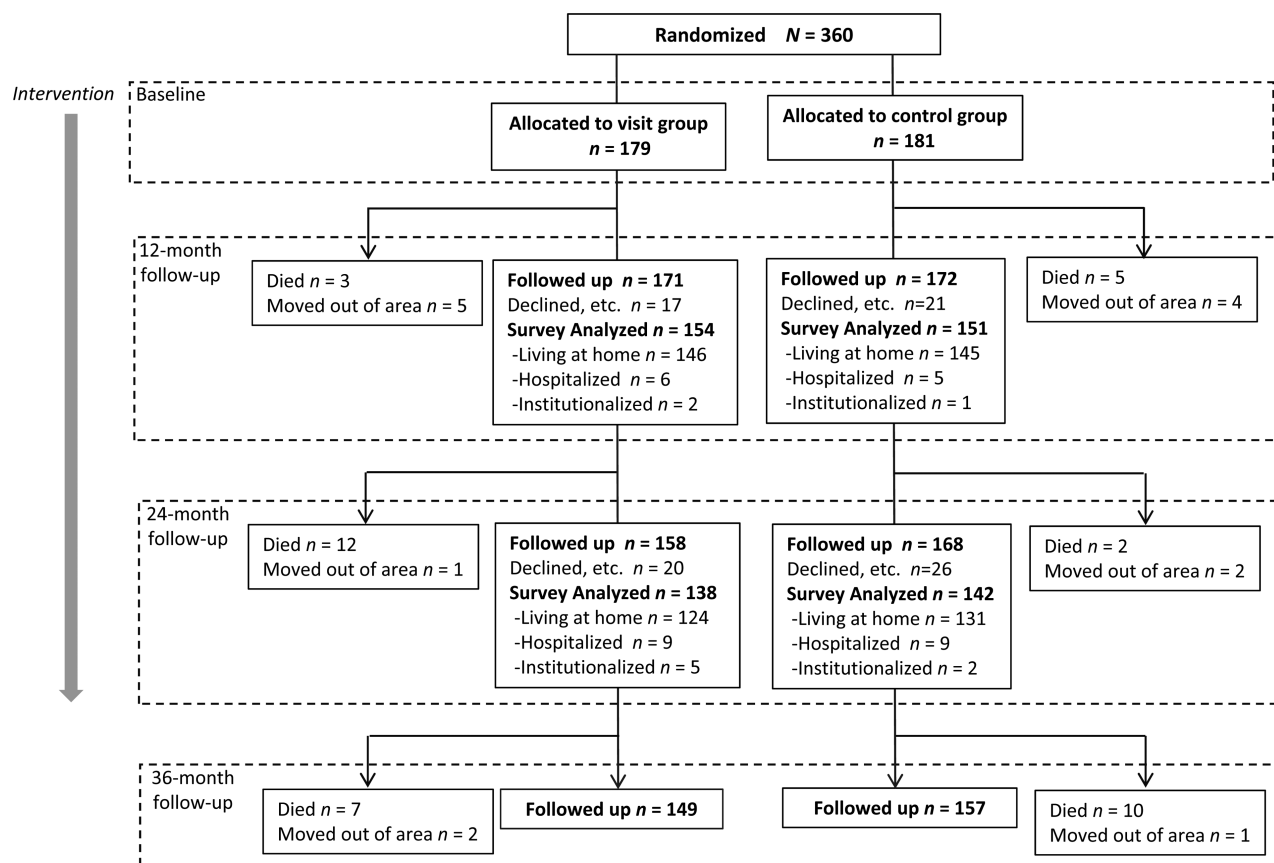 Randomized N = 360
Intervention
Baseline
Allocated to visit group
n = 179
Allocated to control group
n = 181
12-month
follow-up
Died n = 3
Moved out of area n = 5
Followed up n = 171
Declined, etc. n = 17
Survey Analyzed n = 154
-Living at home n = 146
-Hospitalized n = 6
-Institutionalized n = 2
Followed up n = 172
Declined, etc. n=21
Survey Analyzed n = 151
-Living at home n = 145
-Hospitalized n = 5
-Institutionalized n = 1
Died n = 5
Moved out of area n = 4
24-month
follow-up
Died n = 12
Moved out of area n = 1
Followed up n = 158
Declined, etc. n = 20
Survey Analyzed n = 138
-Living at home n = 124
-Hospitalized n = 9
-Institutionalized n = 5
Followed up n = 168
Declined, etc. n=26
Survey Analyzed n = 142
-Living at home n = 131
-Hospitalized n = 9
-Institutionalized n = 2
Died n = 2
Moved out of area n = 2
36-month
follow-up
Died n = 7
Moved out of area n = 2
Followed up n = 149
Followed up n = 157
Died n = 10
Moved out of area n = 1